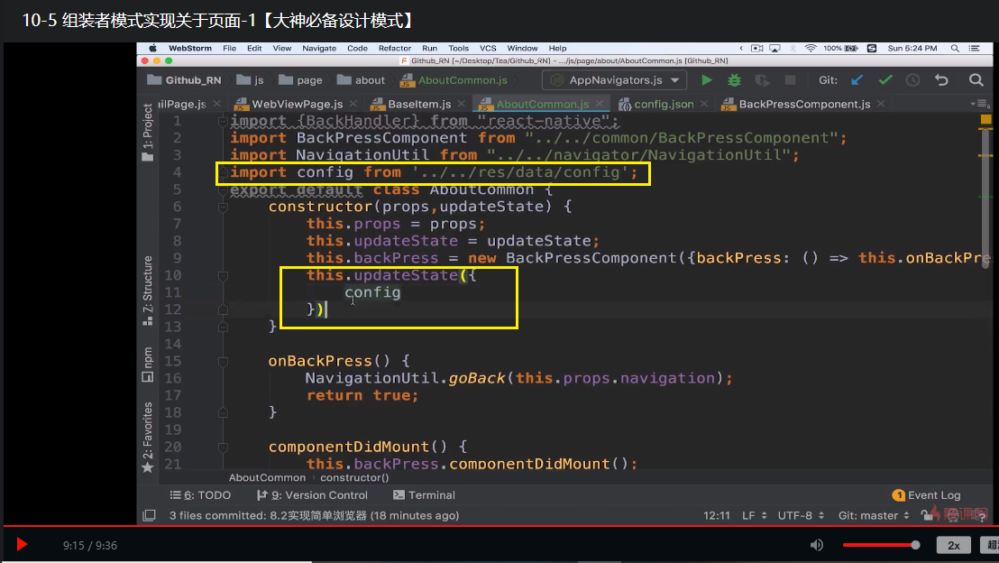 10-5 组装者模式实现关于页面-1【大神必备设计模式】
WebStorm File Edit View Navigate Code Refactor Run Tools VCS Window Help 100% Sun 5:24 PM
Github_RN [~/Desktop/Tea/Github_RN] - .../js/page/about/AboutCommon.js [Github_RN]
Github_RN js page about AboutCommon.js AppNavigators.js Git:
ailPage.js WebViewPage.js BaseItem.js AboutCommon.js config.json BackPressComponent.js
1: Project
Z: Structure
npm
2: Favorites
1 import {BackHandler} from "react-native";
2 import BackPressComponent from "../../common/BackPressComponent";
3 import NavigationUtil from "../../navigator/NavigationUtil";
4 import config from '../../res/data/config';
5 export default class AboutCommon {
6 constructor(props,updateState) {
7 this.props = props;
8 this.updateState = updateState;
9 this.backPress = new BackPressComponent({backPress: () => this.onBackPre
10 this.updateState({
11 config
12 })
13 }
14
15 onBackPress() {
16 NavigationUtil.goBack(this.props.navigation);
17 return true;
18 }
19
20 componentDidMount() {
21 this.backPress.componentDidMount();
AboutCommon › constructor()
6: TODO 9: Version Control Terminal 1 Event Log
3 files committed: 8.2实现简单浏览器 (18 minutes ago) 12:11 LF UTF-8 Git: master
慕课网
9:15 / 9:36 2x 超